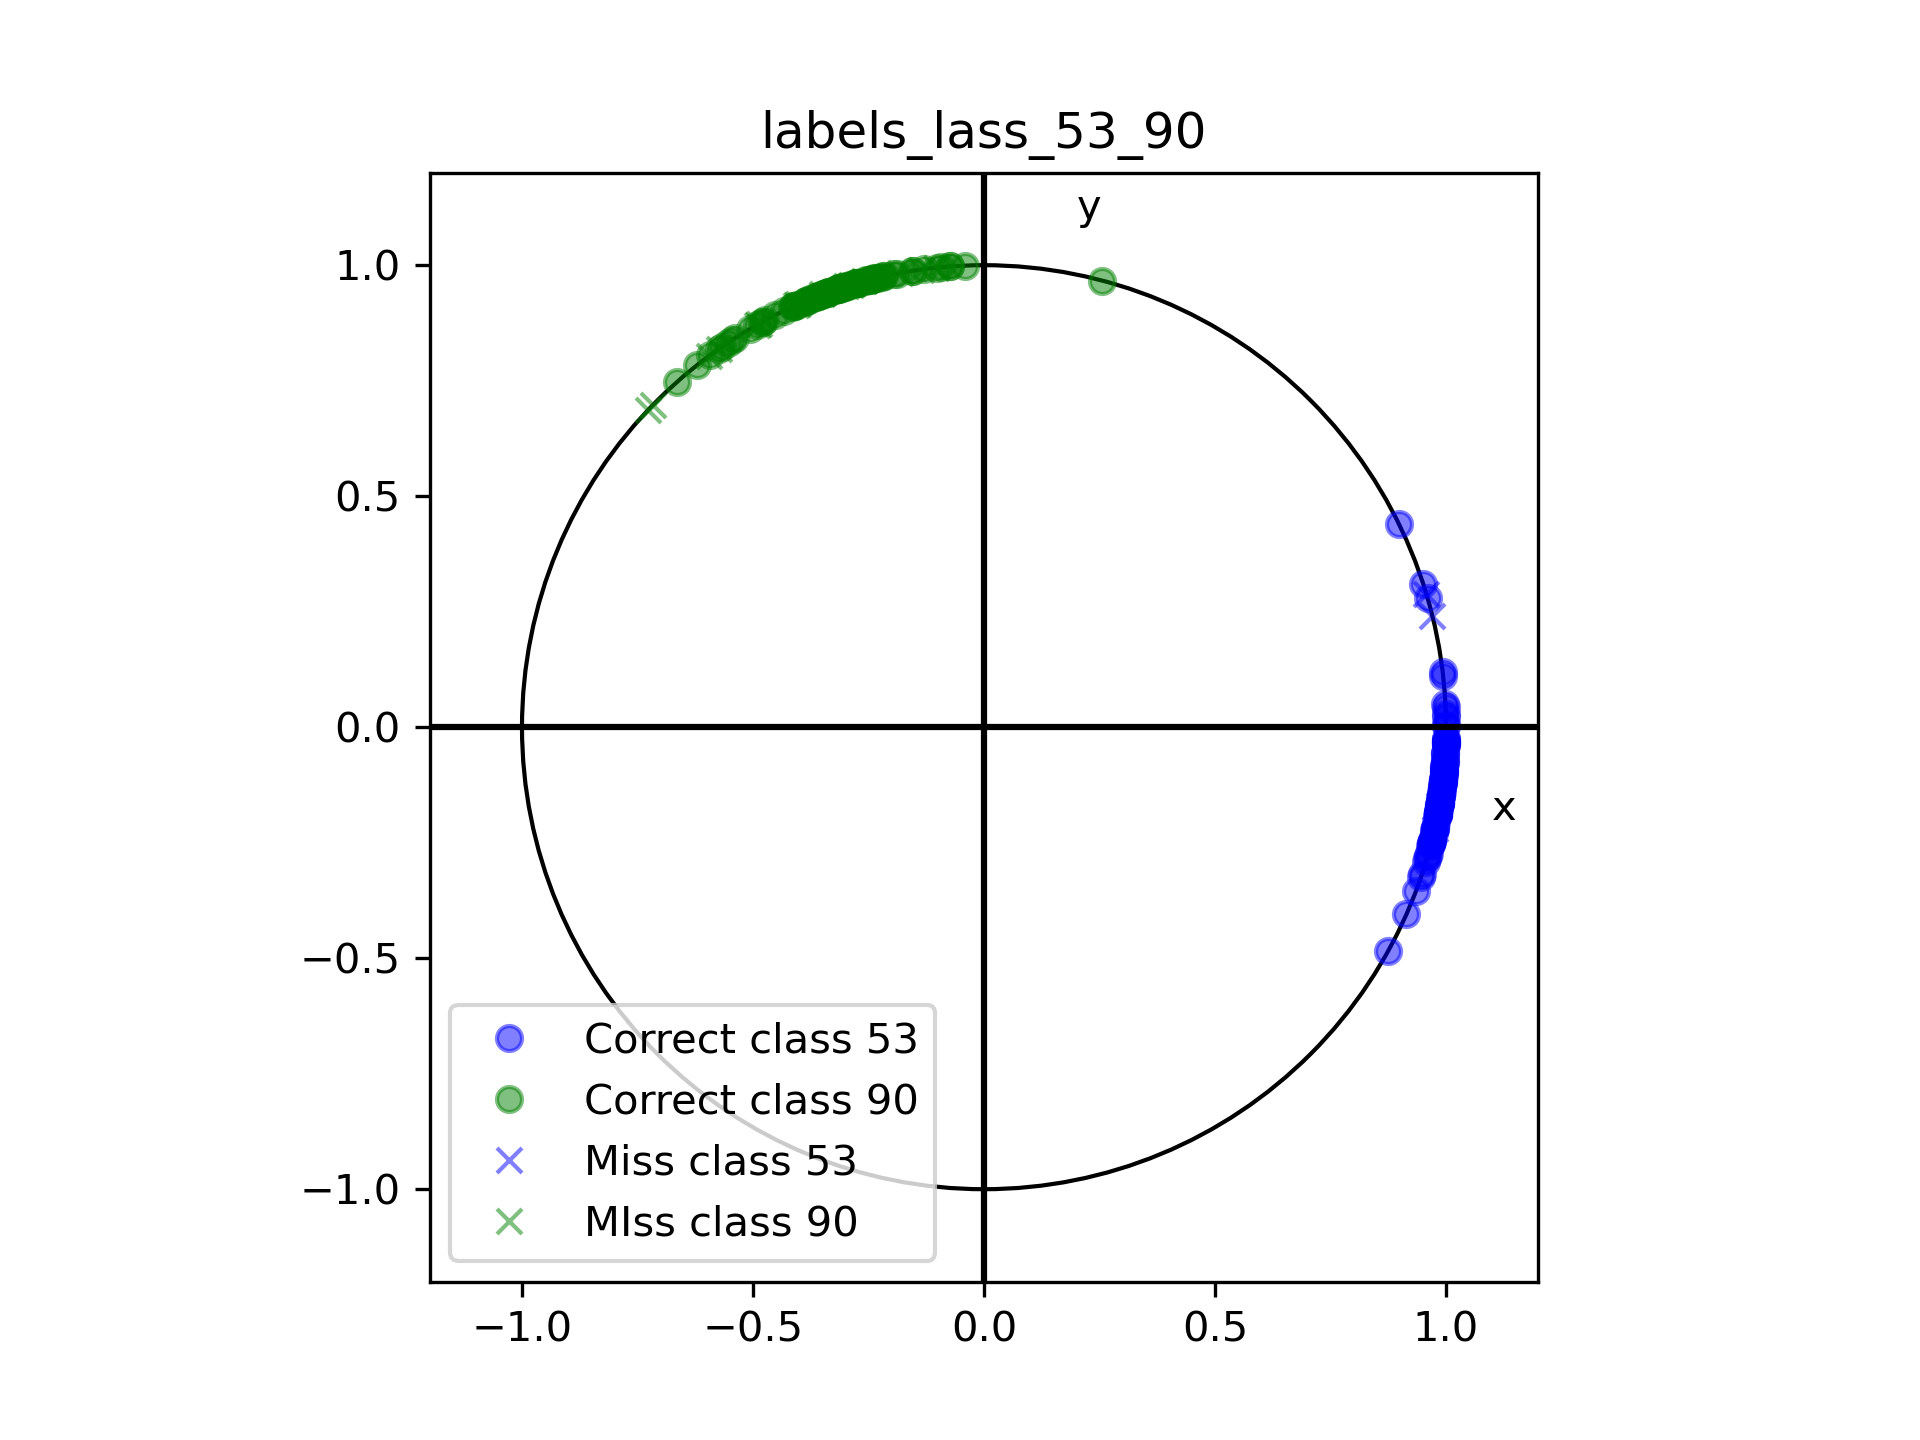 labels_lass_53_90
y
1.0
0.5
0.0
x
−0.5
−1.0
Correct class 53
Correct class 90
Miss class 53
MIss class 90
−1.0 −0.5 0.0 0.5 1.0